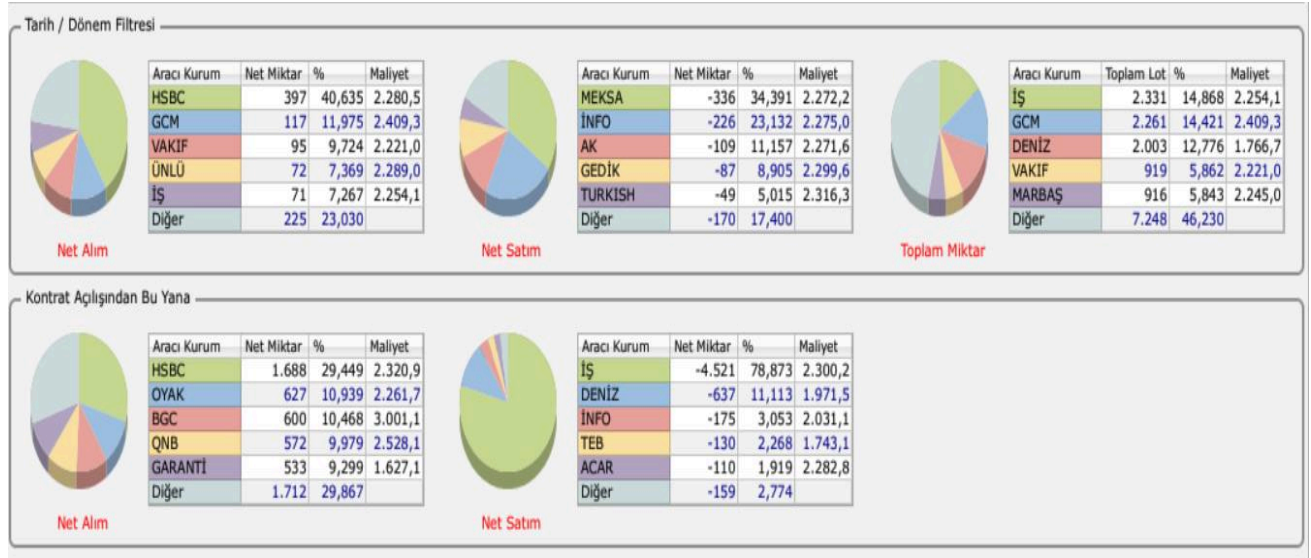 Tarih / Dönem Filtresi
Aracı Kurum Net Miktar % Maliyet
HSBC 397 40,635 2.280,5
GCM 117 11,975 2.409,3
VAKIF 95 9,724 2.221,0
ÜNLÜ 72 7,369 2.289,0
İŞ 71 7,267 2.254,1
Diğer 225 23,030
Net Alım
Aracı Kurum Net Miktar % Maliyet
MEKSA -336 34,391 2.272,2
İNFO -226 23,132 2.275,0
AK -109 11,157 2.271,6
GEDİK -87 8,905 2.299,6
TURKISH -49 5,015 2.316,3
Diğer -170 17,400
Net Satım
Aracı Kurum Toplam Lot % Maliyet
İŞ 2.331 14,868 2.254,1
GCM 2.261 14,421 2.409,3
DENİZ 2.003 12,776 1.766,7
VAKIF 919 5,862 2.221,0
MARBAŞ 916 5,843 2.245,0
Diğer 7.248 46,230
Toplam Miktar
Kontrat Açılışından Bu Yana
Aracı Kurum Net Miktar % Maliyet
HSBC 1.688 29,449 2.320,9
OYAK 627 10,939 2.261,7
BGC 600 10,468 3.001,1
QNB 572 9,979 2.528,1
GARANTİ 533 9,299 1.627,1
Diğer 1.712 29,867
Net Alım
Aracı Kurum Net Miktar % Maliyet
İŞ -4.521 78,873 2.300,2
DENİZ -637 11,113 1.971,5
İNFO -175 3,053 2.031,1
TEB -130 2,268 1.743,1
ACAR -110 1,919 2.282,8
Diğer -159 2,774
Net Satım